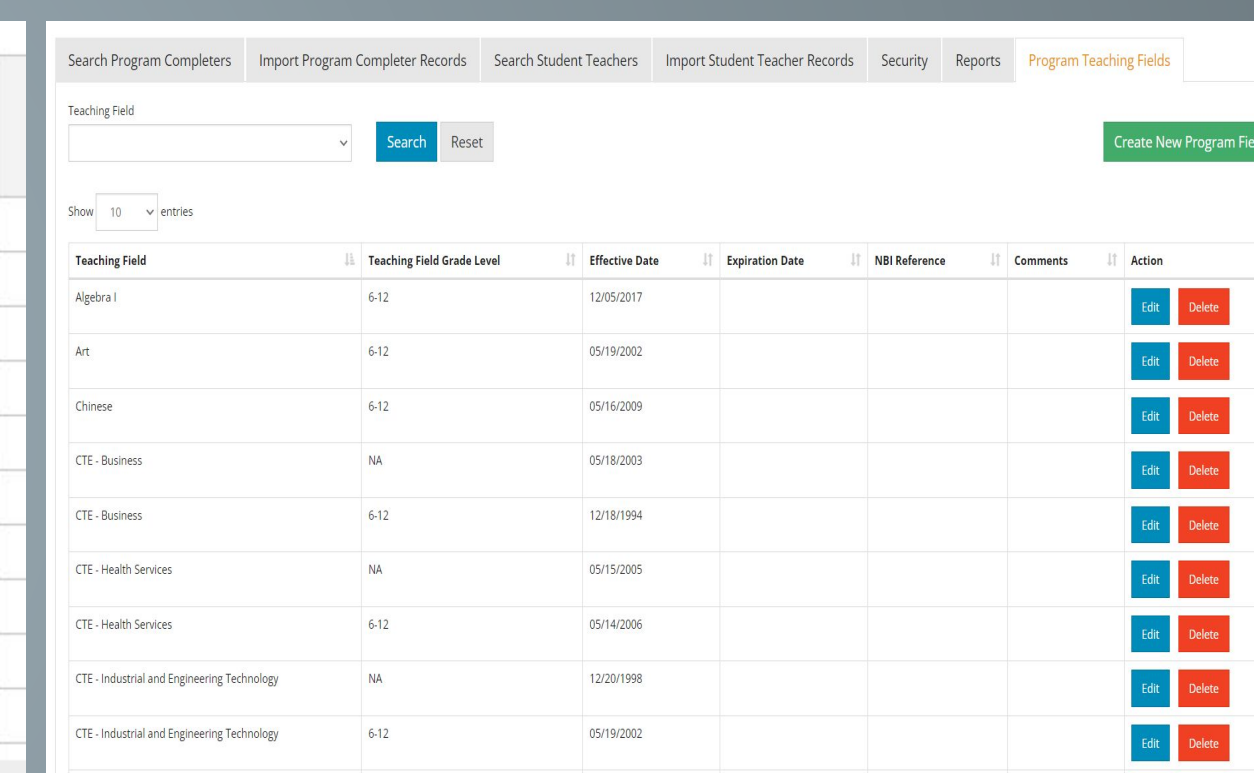 Search Program Completers Import Program Completer Records Search Student Teachers Import Student Teacher Records Security Reports Program Teaching Fields
Teaching Field
Search Reset Create New Program Fie
Show 10 entries
Teaching Field Teaching Field Grade Level Effective Date Expiration Date NBI Reference Comments Action
Algebra I 6-12 12/05/2017 Edit Delete
Art 6-12 05/19/2002 Edit Delete
Chinese 6-12 05/16/2009 Edit Delete
CTE - Business NA 05/18/2003 Edit Delete
CTE - Business 6-12 12/18/1994 Edit Delete
CTE - Health Services NA 05/15/2005 Edit Delete
CTE - Health Services 6-12 05/14/2006 Edit Delete
CTE - Industrial and Engineering Technology NA 12/20/1998 Edit Delete
CTE - Industrial and Engineering Technology 6-12 05/19/2002 Edit Delete